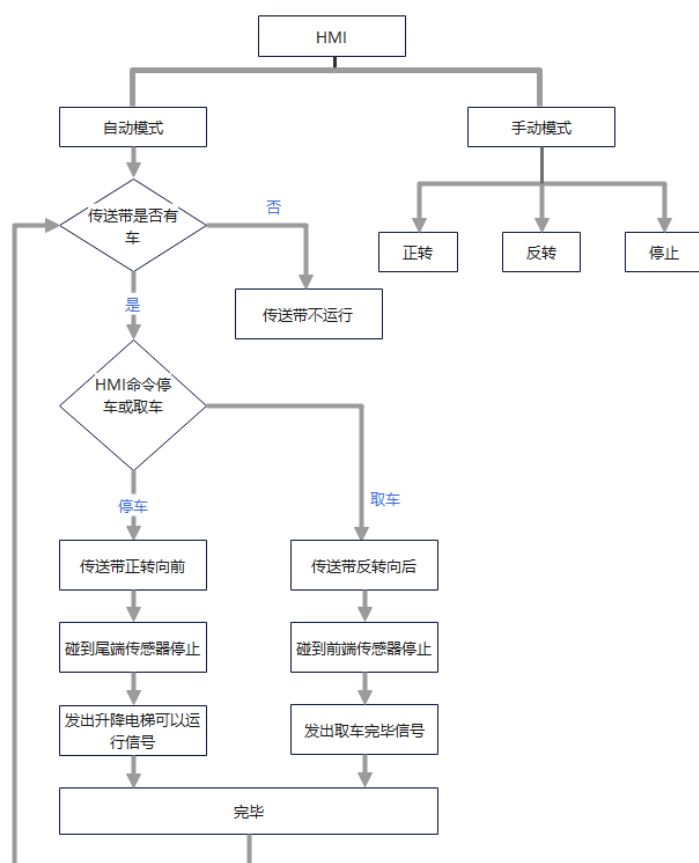 HMI
自动模式
手动模式
传送带是否有
车
否
正转
反转
停止
是
传送带不运行
HMI命令停
车或取车
停车
取车
传送带正转向前
传送带反转向后
碰到尾端传感器停止
碰到前端传感器停止
发出升降电梯可以运
行信号
发出取车完毕信号
完毕